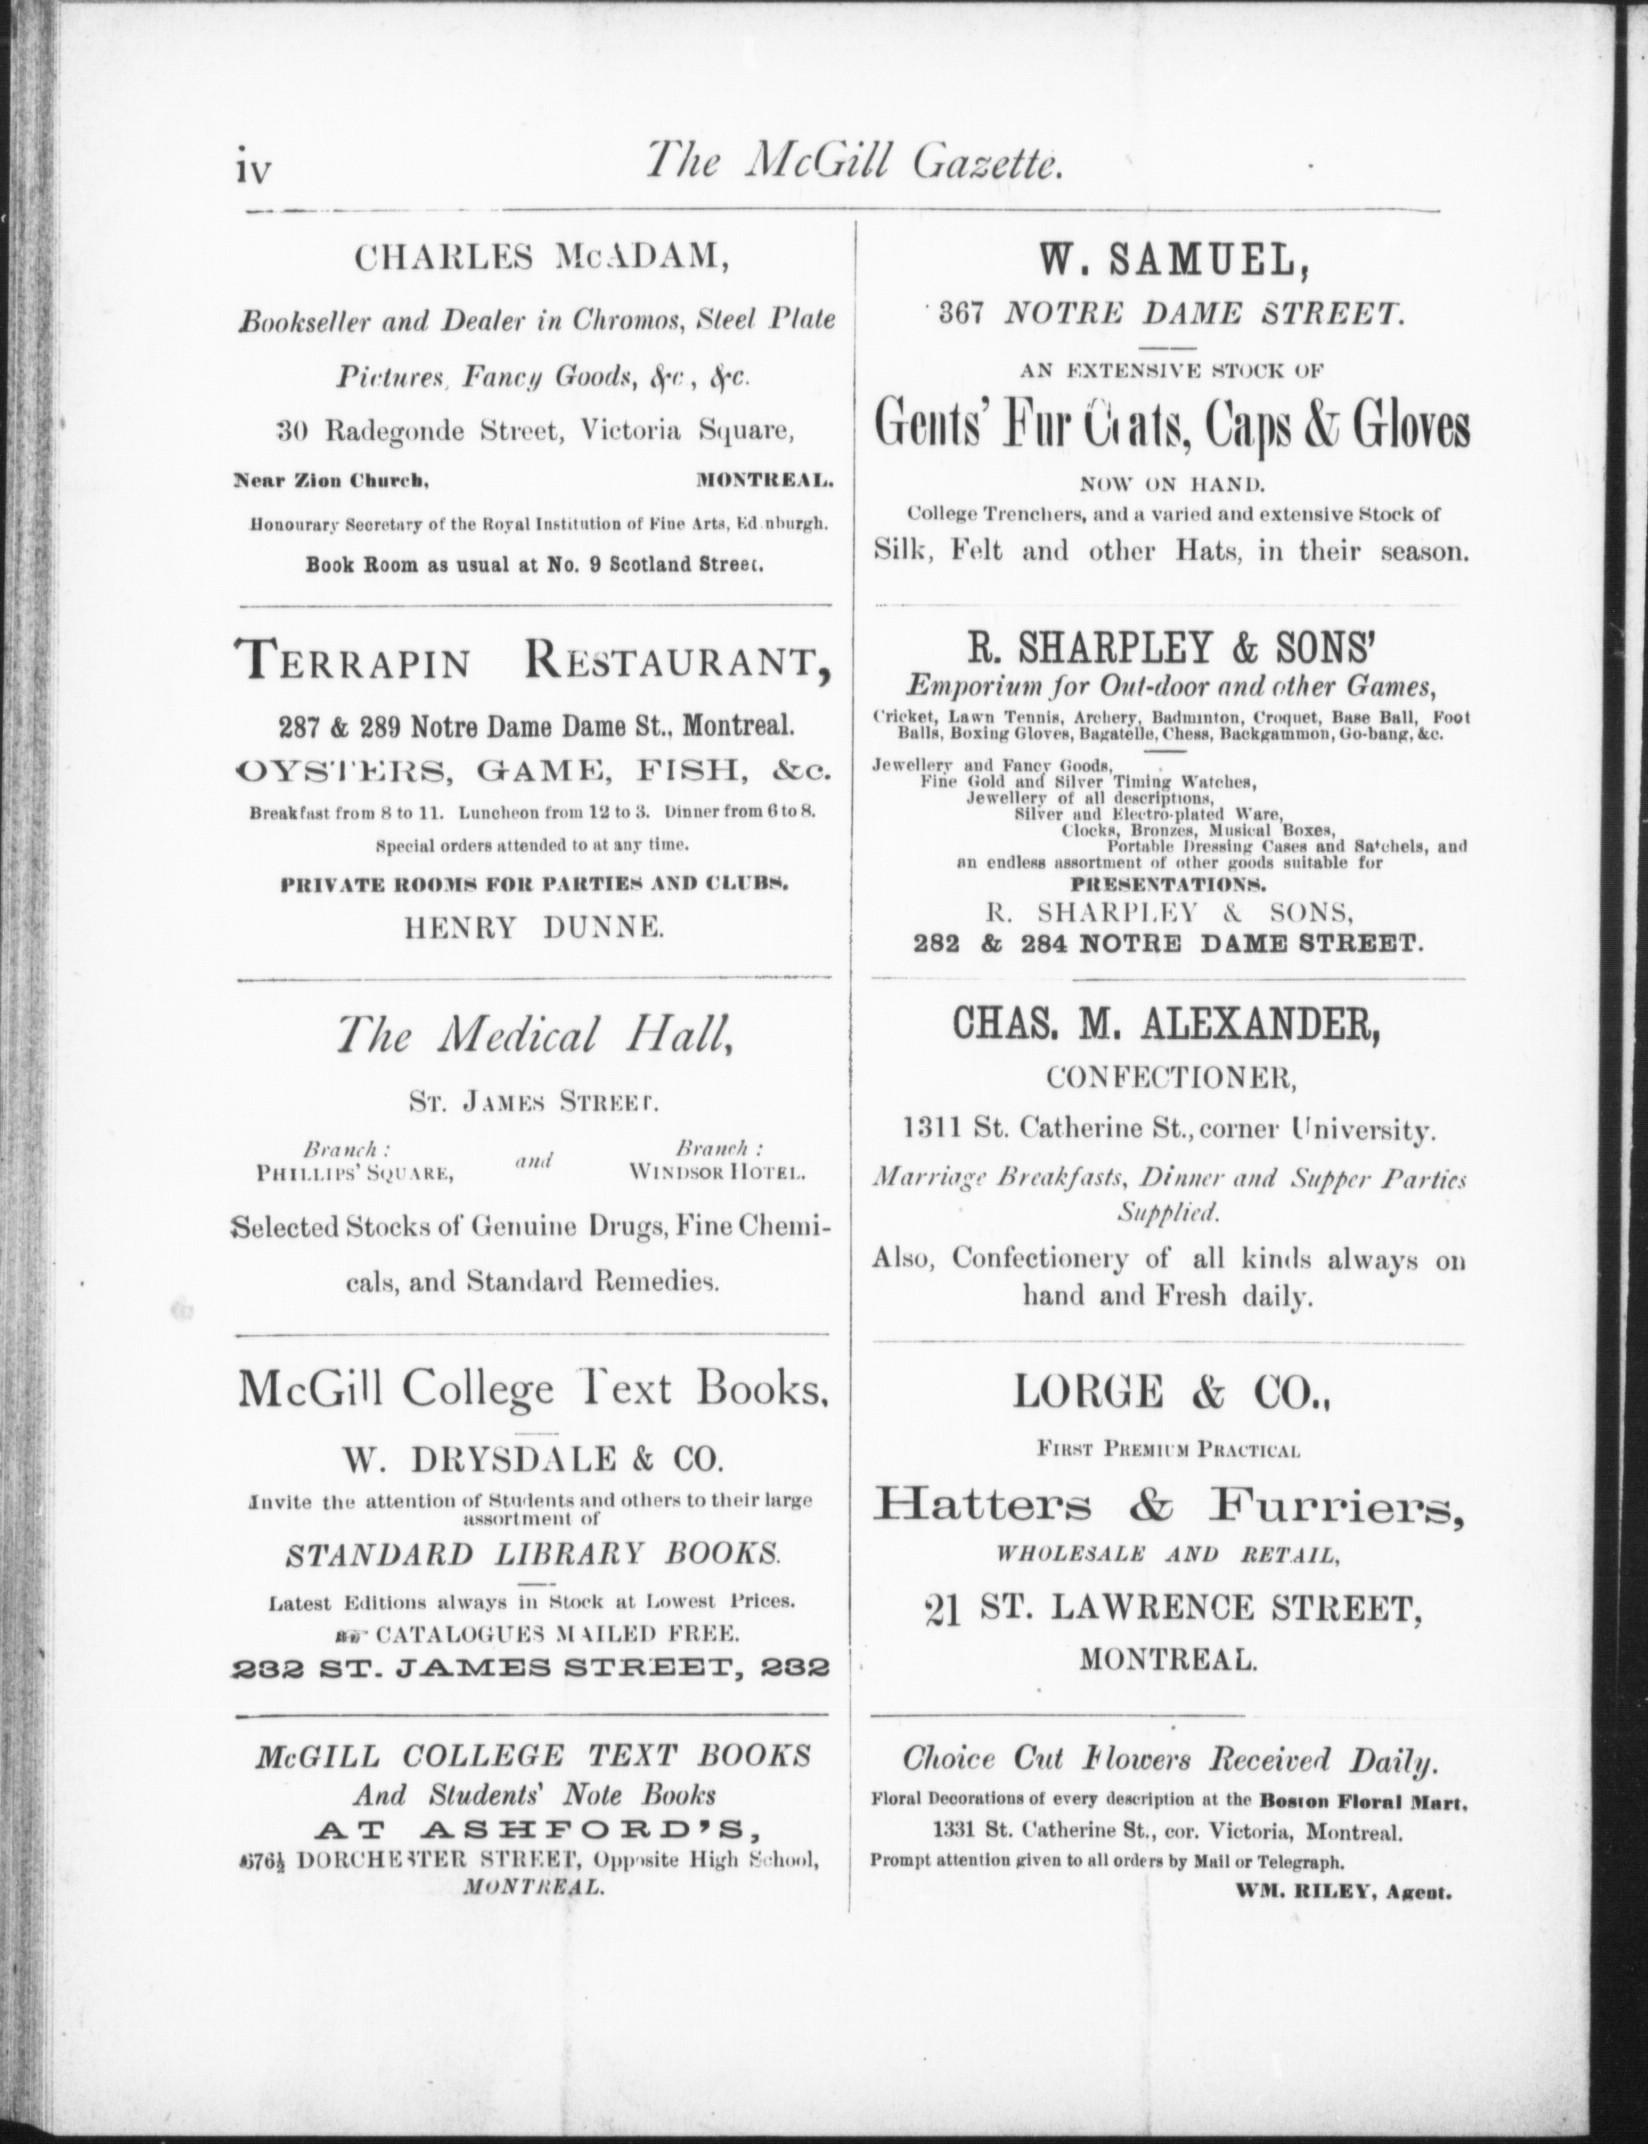 iv
The McGill Gazette.
CHARLES McADAM,
Bookseller and Dealer in Chromos, Steel Plate
Pictures, Fancy Goods, &c, &c.
30 Radegonde Street, Victoria Square,
Near Zion Church, MONTREAL.
Honourary Secretary of the Royal Institution of Fine Arts, Ed nburgh.
Book Room as usual at No. 9 Scotland Street.
TERRAPIN RESTAURANT,
287 & 289 Notre Dame Dame St., Montreal.
OYSTERS, GAME, FISH, &c.
Breakfast from 8 to 11. Luncheon from 12 to 3. Dinner from 6 to 8.
Special orders attended to at any time.
PRIVATE ROOMS FOR PARTIES AND CLUBS.
HENRY DUNNE.
The Medical Hall,
ST. JAMES STREET.
Branch: Branch:
PHILLIPS' SQUARE, and WINDSOR HOTEL.
Selected Stocks of Genuine Drugs, Fine Chemi-
cals, and Standard Remedies.
McGill College Text Books,
W. DRYSDALE & CO.
Invite the attention of Students and others to their large
assortment of
STANDARD LIBRARY BOOKS.
Latest Editions always in Stock at Lowest Prices.
CATALOGUES MAILED FREE.
232 ST. JAMES STREET, 232
McGILL COLLEGE TEXT BOOKS
And Students' Note Books
AT ASHFORD'S,
676½ DORCHESTER STREET, Opposite High School,
MONTREAL.
W. SAMUEL,
367 NOTRE DAME STREET.
AN EXTENSIVE STOCK OF
Gents' Fur Coats, Caps & Gloves
NOW ON HAND.
College Trenchers, and a varied and extensive Stock of
Silk, Felt and other Hats, in their season.
R. SHARPLEY & SONS'
Emporium for Out-door and other Games,
Cricket, Lawn Tennis, Archery, Badminton, Croquet, Base Ball, Foot
Balls, Boxing Gloves, Bagatelle, Chess, Backgammon, Go-bang, &c.
Jewellery and Fancy Goods,
Fine Gold and Silver Timing Watches,
Jewellery of all descriptions,
Silver and Electro-plated Ware,
Clocks, Bronzes, Musical Boxes,
Portable Dressing Cases and Satchels, and
an endless assortment of other goods suitable for
PRESENTATIONS.
R. SHARPLEY & SONS,
282 & 284 NOTRE DAME STREET.
CHAS. M. ALEXANDER,
CONFECTIONER,
1311 St. Catherine St., corner University.
Marriage Breakfasts, Dinner and Supper Parties
Supplied.
Also, Confectionery of all kinds always on
hand and Fresh daily.
LORGE & CO.,
FIRST PREMIUM PRACTICAL
Hatters & Furriers,
WHOLESALE AND RETAIL,
21 ST. LAWRENCE STREET,
MONTREAL.
Choice Cut Flowers Received Daily.
Floral Decorations of every description at the Boston Floral Mart,
1331 St. Catherine St., cor. Victoria, Montreal.
Prompt attention given to all orders by Mail or Telegraph.
WM. RILEY, Agent.